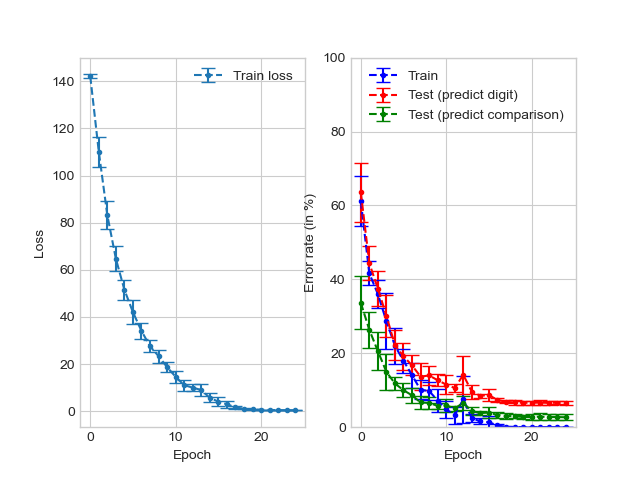 140
120
100
80
60
40
20
0
Loss
0
10
20
Epoch
Train loss
100
80
60
40
20
0
Error rate (in %)
0
10
20
Epoch
Train
Test (predict digit)
Test (predict comparison)